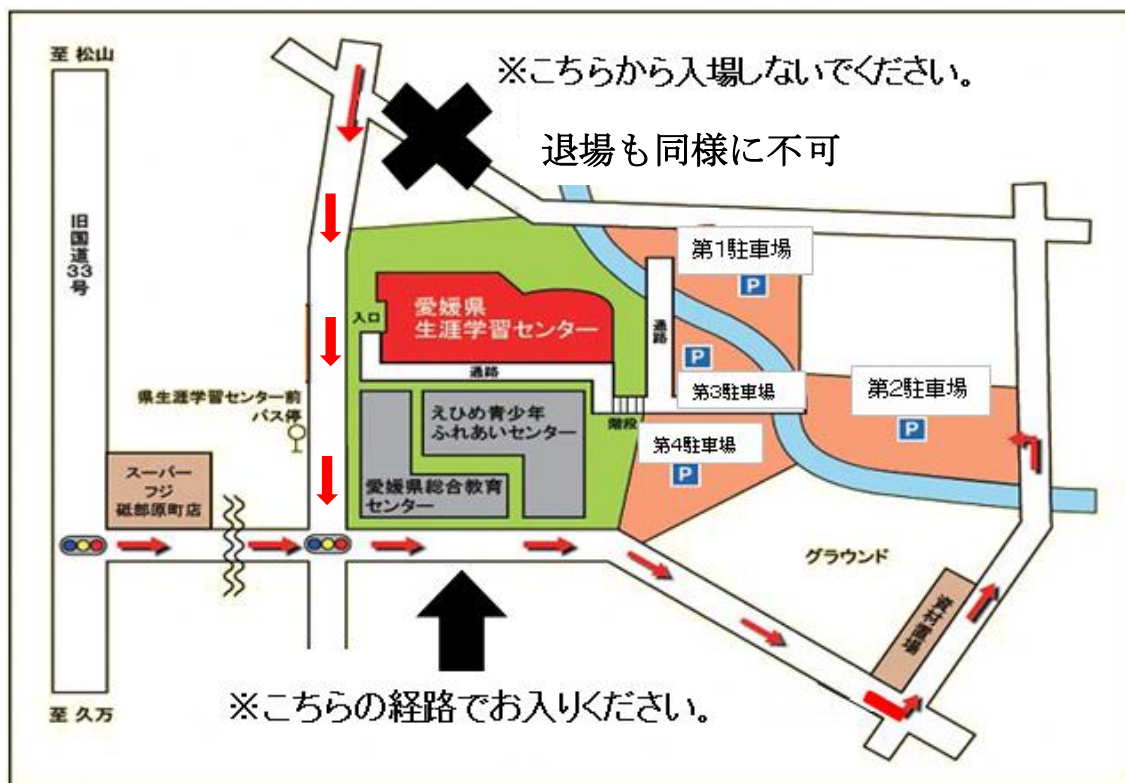 至 松山
※こちらから入場しないでください。
退場も同様に不可
旧国道33号
第1駐車場
P
愛媛県
生涯学習センター
入口
通路
通路
P
第3駐車場
第2駐車場
P
県生涯学習センター前
バス停
えひめ青少年
ふれあいセンター
階段
第4駐車場
P
スーパー
フジ
砥部原町店
愛媛県総合教育
センター
グラウンド
資材置場
※こちらの経路でお入りください。
至 久万